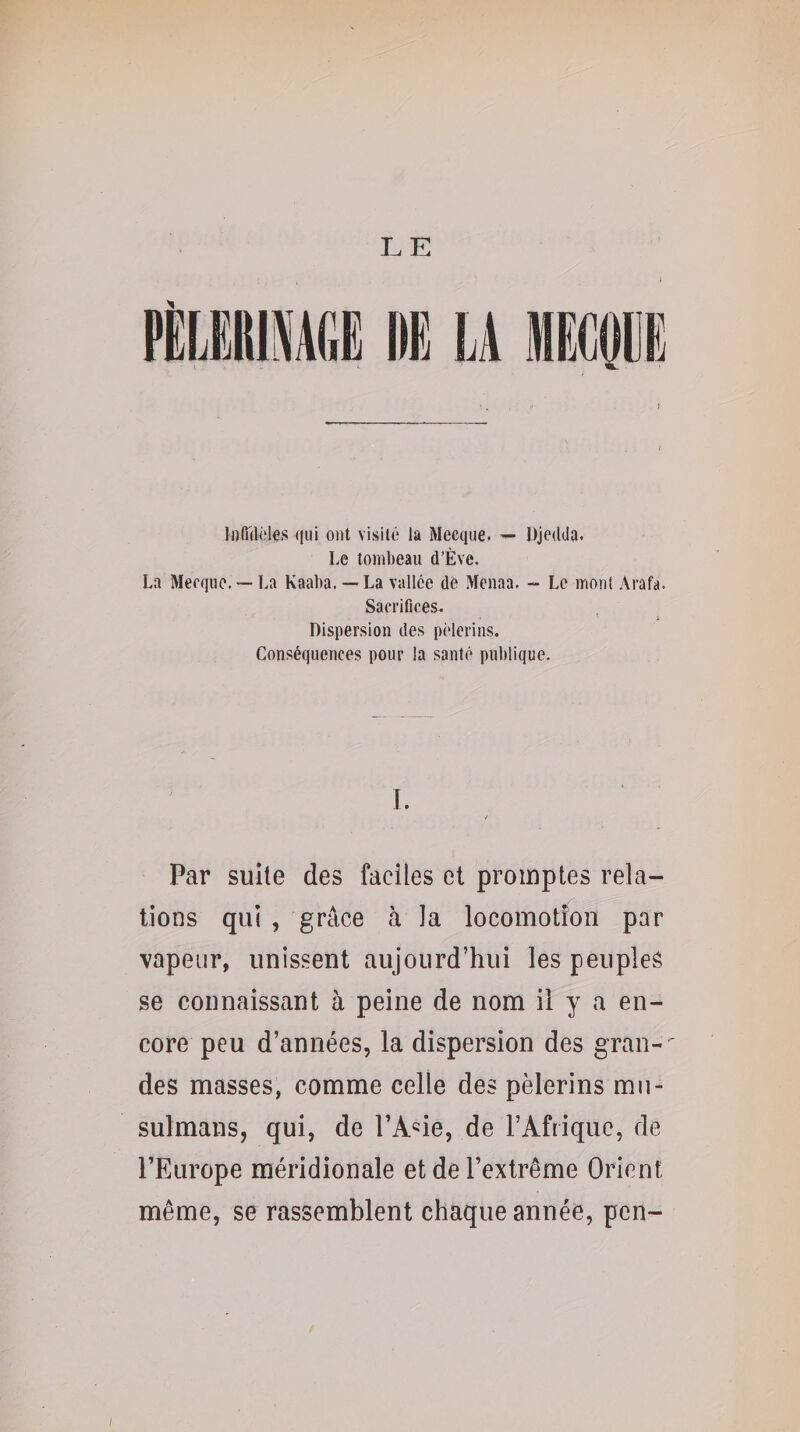 LE
PÈLERINAGE DE LA MECQUE
Infidèles qui ont visité la Mecque. — Djedda.
Le tombeau d'Ève.
La Mecque. — La Kaaba. — La vallée de Menaa. — Le mont Arafa.
Sacrifices.
Dispersion des pèlerins.
Conséquences pour la santé publique.
I.
Par suite des faciles et promptes rela-
tions qui, grâce à la locomotion par
vapeur, unissent aujourd'hui les peuples
se connaissant à peine de nom il y a en-
core peu d'années, la dispersion des gran-
des masses, comme celle des pèlerins mu-
sulmans, qui, de l'Asie, de l'Afrique, de
l'Europe méridionale et de l'extrême Orient
même, se rassemblent chaque année, pen-